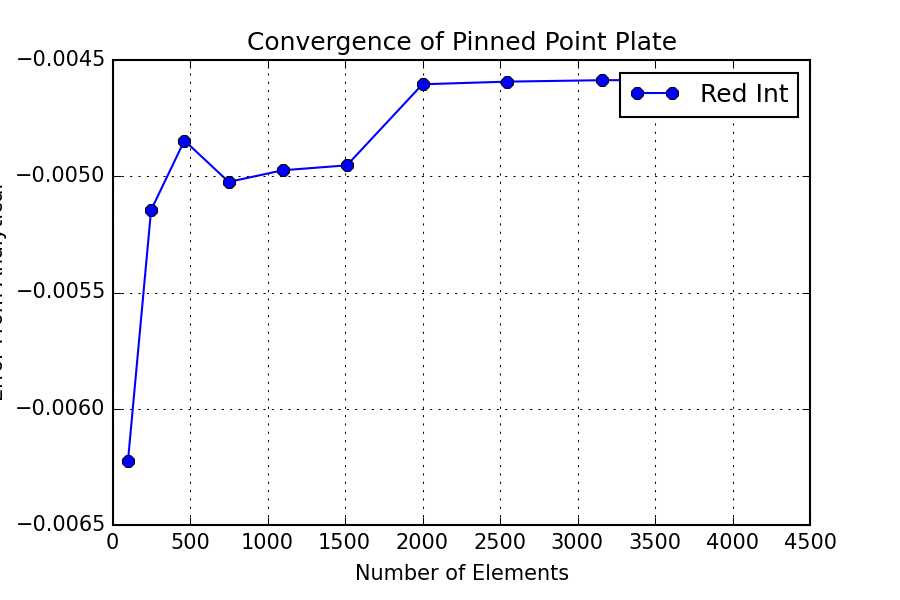 Convergence of Pinned Point Plate
−0.0045
Red Int
−0.0050
−0.0055
−0.0060
−0.0065
0 500 1000 1500 2000 2500 3000 3500 4000 4500
Number of Elements